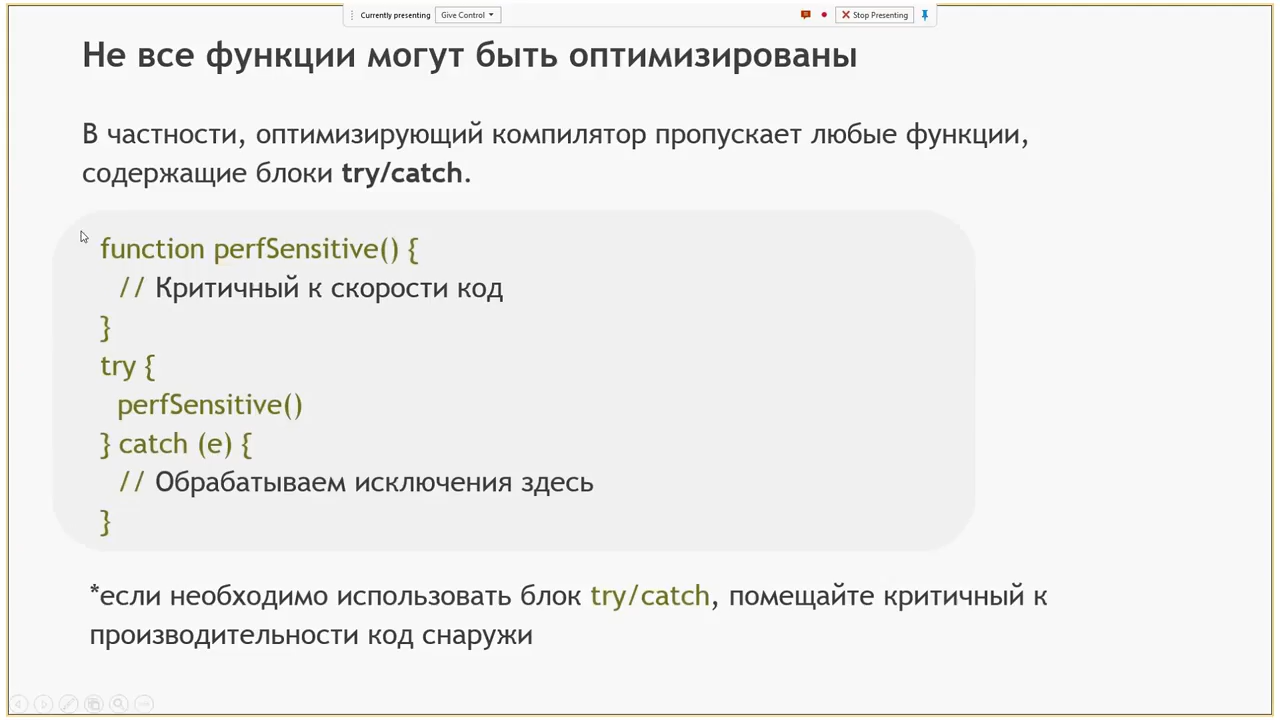 Currently presenting Give Control Stop Presenting
Не все функции могут быть оптимизированы
В частности, оптимизирующий компилятор пропускает любые функции,
содержащие блоки try/catch.
function perfSensitive() {
// Критичный к скорости код
}
try {
perfSensitive()
} catch (e) {
// Обрабатываем исключения здесь
}
*если необходимо использовать блок try/catch, помещайте критичный к
производительности код снаружи